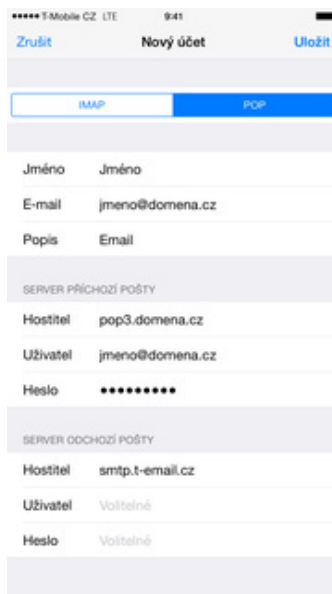 T-Mobile CZ LTE 9:41
Zrušit Nový účet Uložit
IMAP POP
Jméno Jméno
E-mail jmeno@domena.cz
Popis Email
SERVER PŘÍCHOZÍ POŠTY
Hostitel pop3.domena.cz
Uživatel jmeno@domena.cz
Heslo •••••••••
SERVER ODCHOZÍ POŠTY
Hostitel smtp.t-email.cz
Uživatel Volitelné
Heslo Volitelné